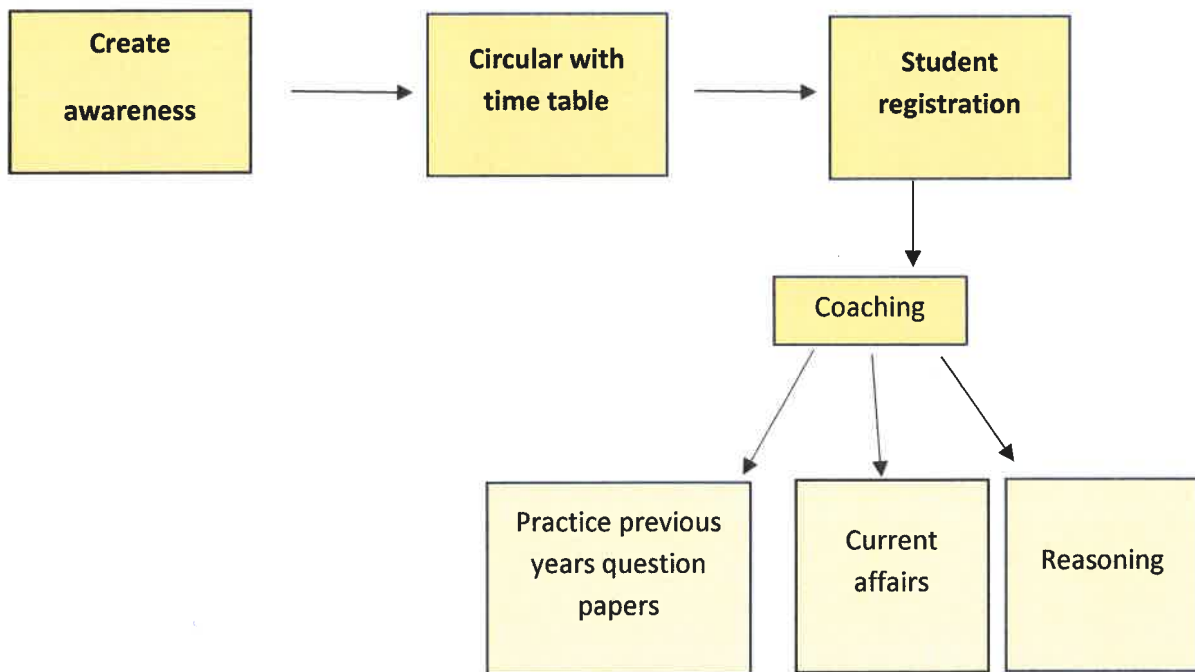 Create
awareness
Circular with
time table
Student
registration
Coaching
Practice previous
years question
papers
Current
affairs
Reasoning